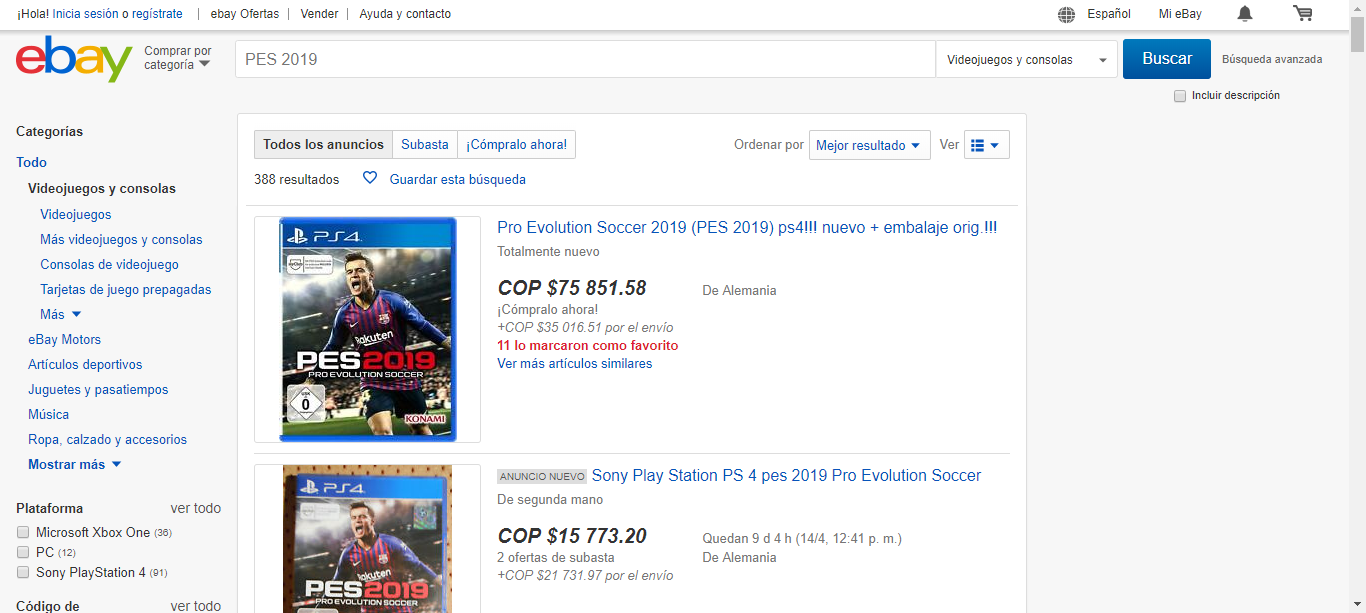 ¡Hola! Inicia sesión o regístrate | ebay Ofertas | Vender | Ayuda y contacto Español Mi eBay
ebay Comprar por categoría PES 2019 Videojuegos y consolas Buscar Búsqueda avanzada
Incluir descripción
Categorías
Todo
Videojuegos y consolas
Videojuegos
Más videojuegos y consolas
Consolas de videojuego
Tarjetas de juego prepagadas
Más
eBay Motors
Artículos deportivos
Juguetes y pasatiempos
Música
Ropa, calzado y accesorios
Mostrar más
Plataforma ver todo
Microsoft Xbox One (36)
PC (12)
Sony PlayStation 4 (91)
Código de ver todo
Todos los anuncios Subasta ¡Cómpralo ahora! Ordenar por Mejor resultado Ver
388 resultados Guardar esta búsqueda
PS4
Rakuten
PES2019
PRO EVOLUTION SOCCER
USK
0
KONAMI
Pro Evolution Soccer 2019 (PES 2019) ps4!!! nuevo + embalaje orig.!!!
Totalmente nuevo
COP $75 851.58 De Alemania
¡Cómpralo ahora!
+COP $35 016.51 por el envío
11 lo marcaron como favorito
Ver más artículos similares
PS4
Rakuten
PES2019
PRO EVOLUTION SOCCER
ANUNCIO NUEVO Sony Play Station PS 4 pes 2019 Pro Evolution Soccer
De segunda mano
COP $15 773.20 Quedan 9 d 4 h (14/4, 12:41 p. m.)
2 ofertas de subasta De Alemania
+COP $21 731.97 por el envío